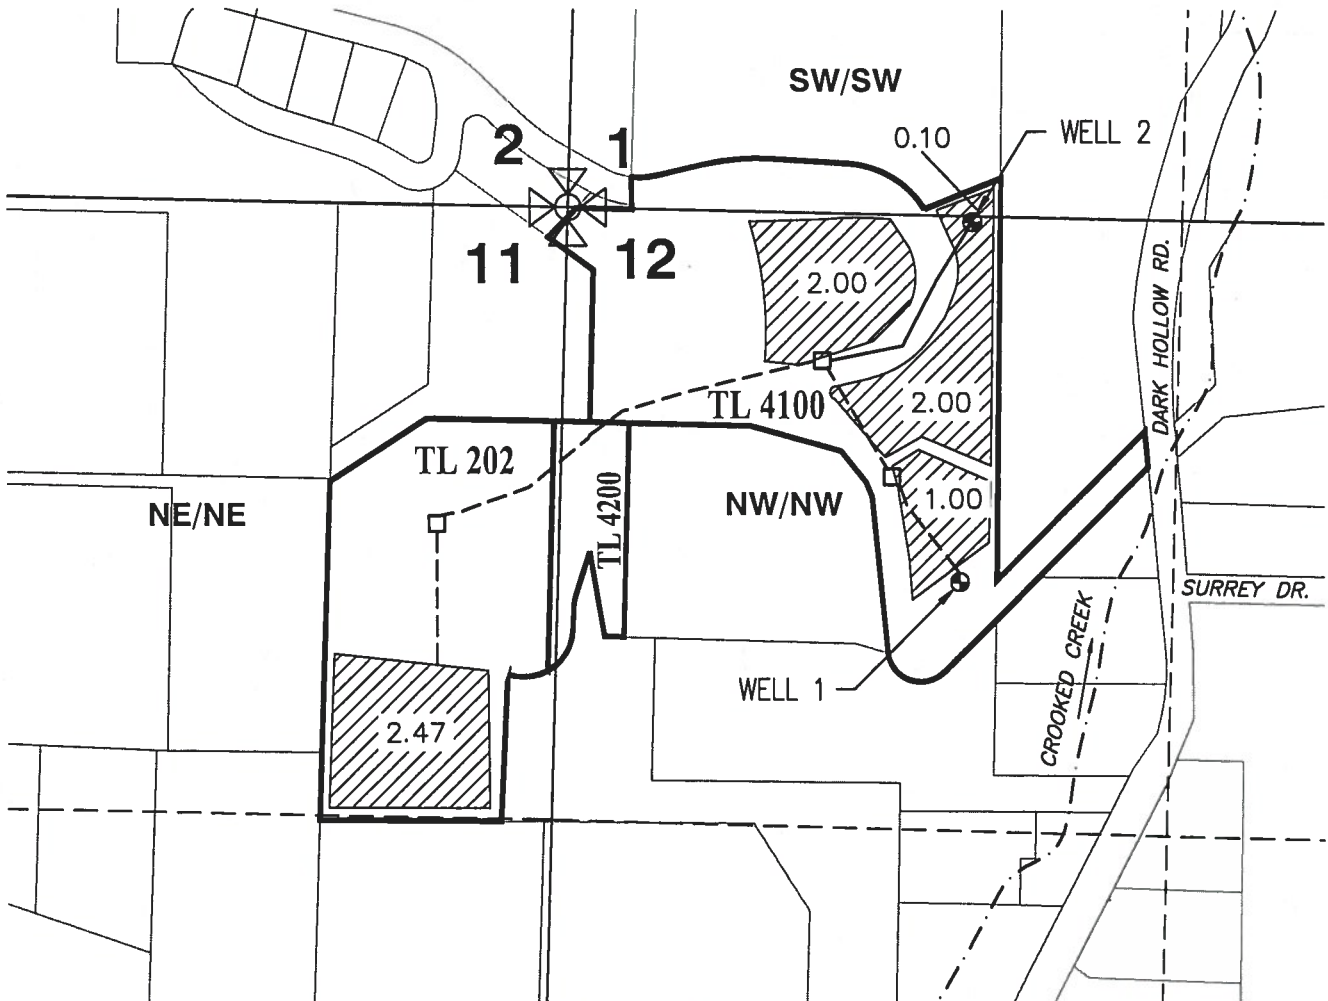 SW/SW
0.10
WELL 2
2
1
11
12
2.00
DARK HOLLOW RD.
TL 4100
2.00
TL 202
TL 4200
NE/NE
NW/NW
1.00
SURREY DR.
CROOKED CREEK
WELL 1
2.47